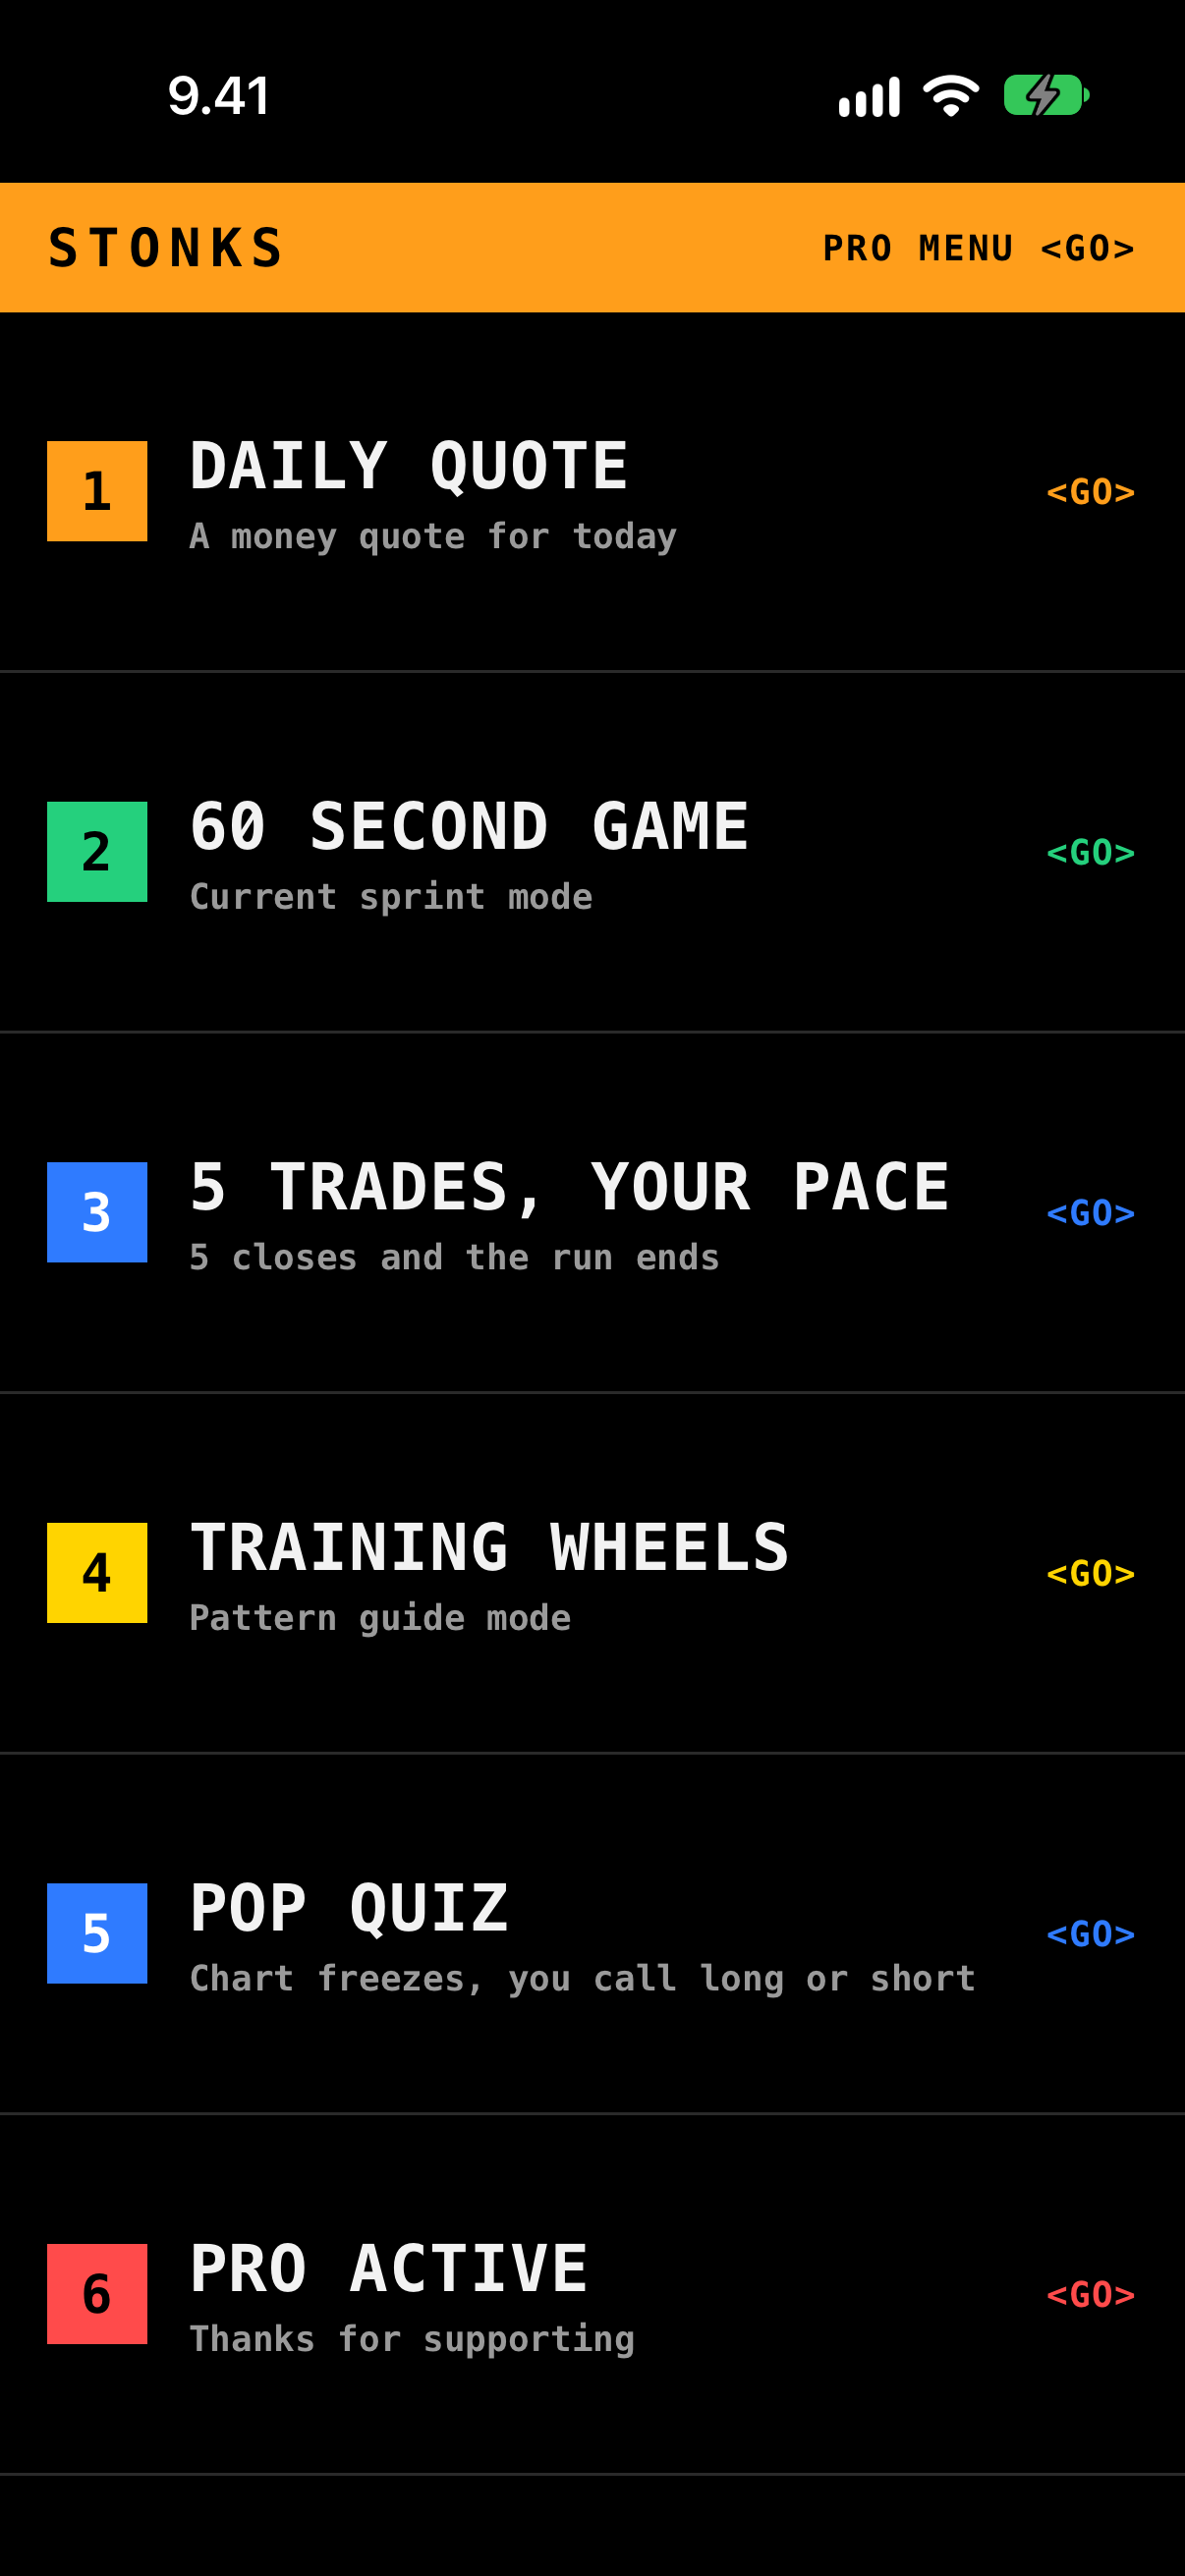 9.41
STONKS PRO MENU <GO>
1 DAILY QUOTE <GO>
A money quote for today
2 60 SECOND GAME <GO>
Current sprint mode
3 5 TRADES, YOUR PACE <GO>
5 closes and the run ends
4 TRAINING WHEELS <GO>
Pattern guide mode
5 POP QUIZ <GO>
Chart freezes, you call long or short
6 PRO ACTIVE <GO>
Thanks for supporting